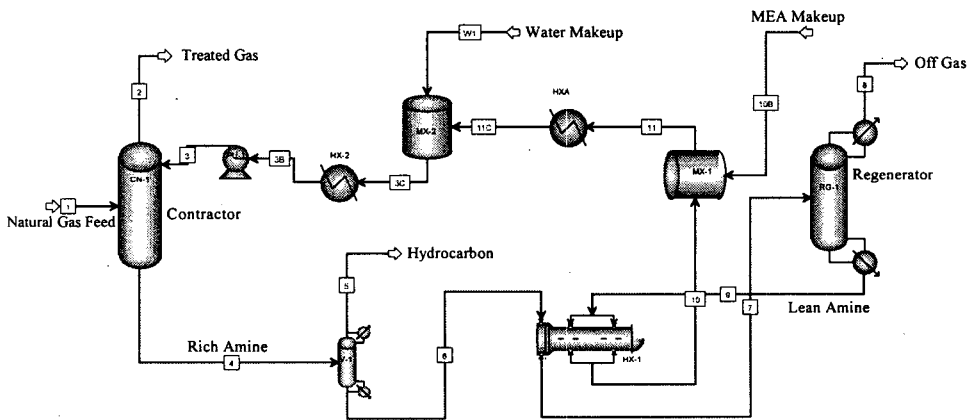 MEA Makeup
W1
Water Makeup
Treated Gas
Off Gas
2
HXA
10B
8
MX-2
11C
11
3
3B
HX-2
3C
MX-1
CN-1
RG-1
Regenerator
1
Natural Gas Feed
Contractor
Hydrocarbon
5
10
9
7
Lean Amine
Rich Amine
4
V-1
6
HX-1